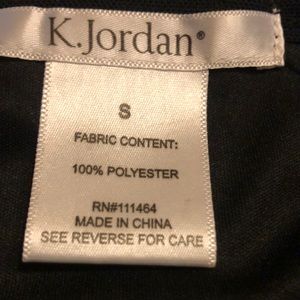 K.Jordan®
S
FABRIC CONTENT:
100% POLYESTER
RN#111464
MADE IN CHINA
SEE REVERSE FOR CARE